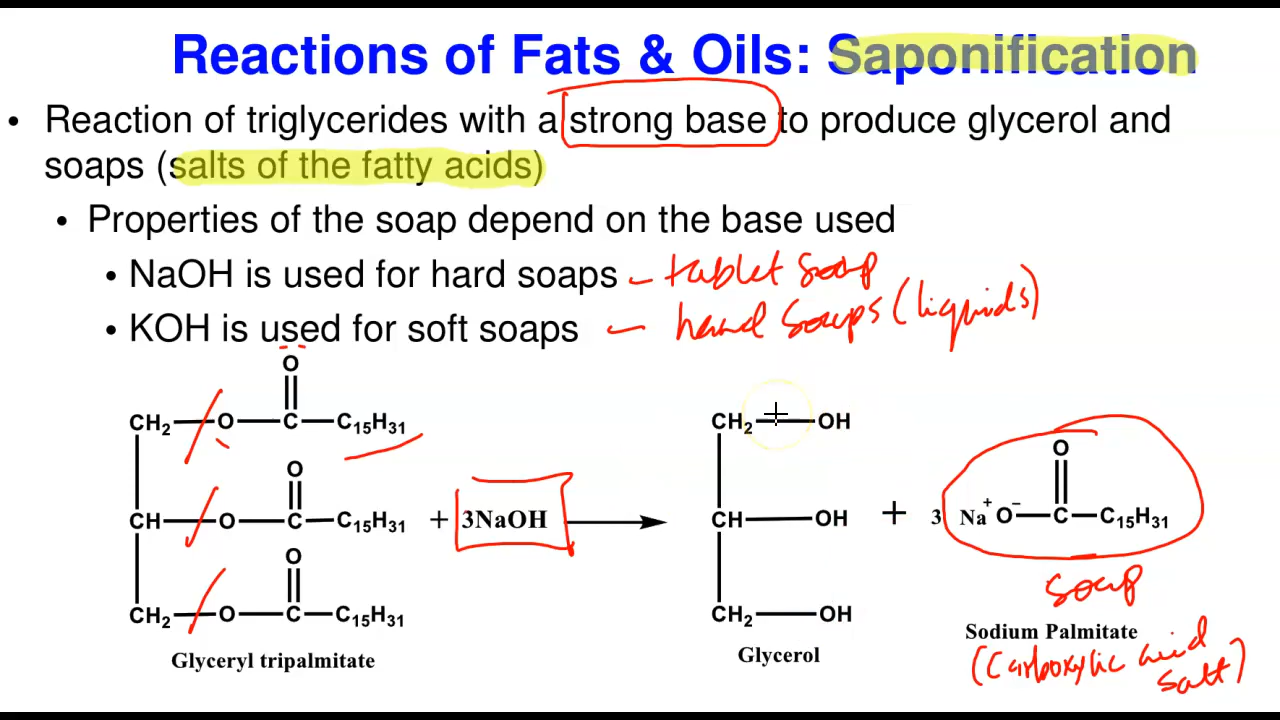 Reactions of Fats & Oils: Saponification
• Reaction of triglycerides with a strong base to produce glycerol and
soaps (salts of the fatty acids)
• Properties of the soap depend on the base used
• NaOH is used for hard soaps – tablet soap
• KOH is used for soft soaps – hand soaps (liquids)
O
CH₂ O C C₁₅H₃₁
O
CH O C C₁₅H₃₁
O
CH₂ O C C₁₅H₃₁
Glyceryl tripalmitate
+ 3NaOH
CH₂ OH
CH OH
CH₂ OH
Glycerol
+ 3
O
Na⁺ O⁻ C C₁₅H₃₁
soap
Sodium Palmitate
(Carboxylic acid
salt)